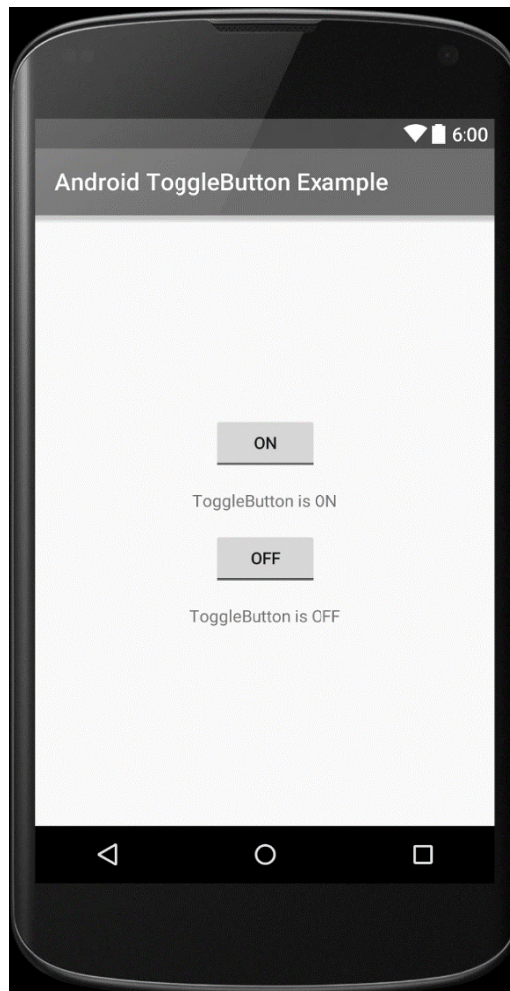 6:00
Android ToggleButton Example
ON
ToggleButton is ON
OFF
ToggleButton is OFF